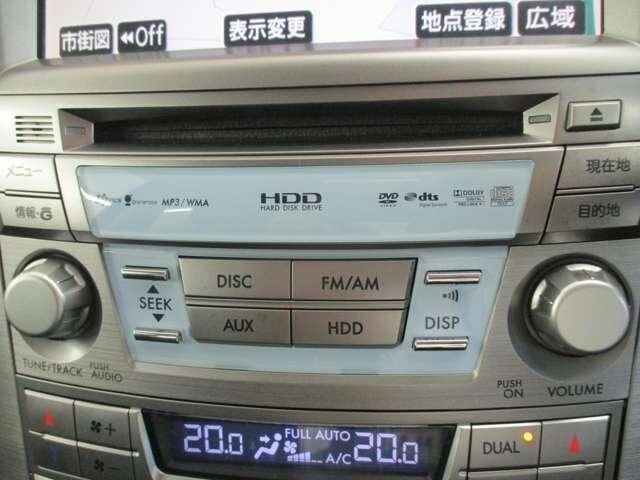 市街図 ◀◀Off 表示変更 地点登録 広域
メニュー 現在地
情報・G 目的地
MP3/WMA HDD DVD dts DOLBY
HARD DISK DRIVE VIDEO
DISC FM/AM
SEEK
AUX HDD DISP
TUNE/TRACK PUSH AUDIO
PUSH ON VOLUME
20.0 FULL AUTO 20.0
A/C
DUAL